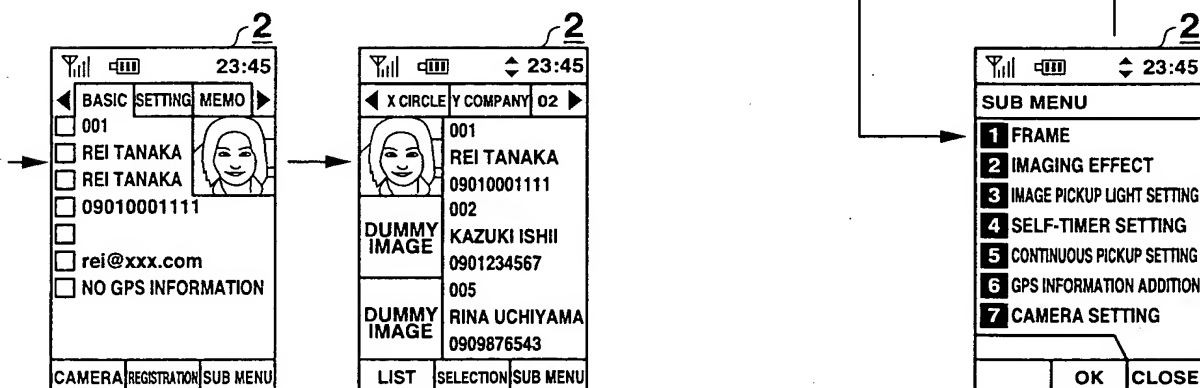 2
23:45
BASIC SETTING MEMO
001
REI TANAKA
REI TANAKA
09010001111
rei@xxx.com
NO GPS INFORMATION
CAMERA REGISTRATION SUB MENU
2
23:45
X CIRCLE Y COMPANY 02
001
REI TANAKA
09010001111
DUMMY IMAGE
002
KAZUKI ISHII
0901234567
DUMMY IMAGE
005
RINA UCHIYAMA
0909876543
LIST SELECTION SUB MENU
2
23:45
SUB MENU
1 FRAME
2 IMAGING EFFECT
3 IMAGE PICKUP LIGHT SETTING
4 SELF-TIMER SETTING
5 CONTINUOUS PICKUP SETTING
6 GPS INFORMATION ADDITION
7 CAMERA SETTING
OK CLOSE